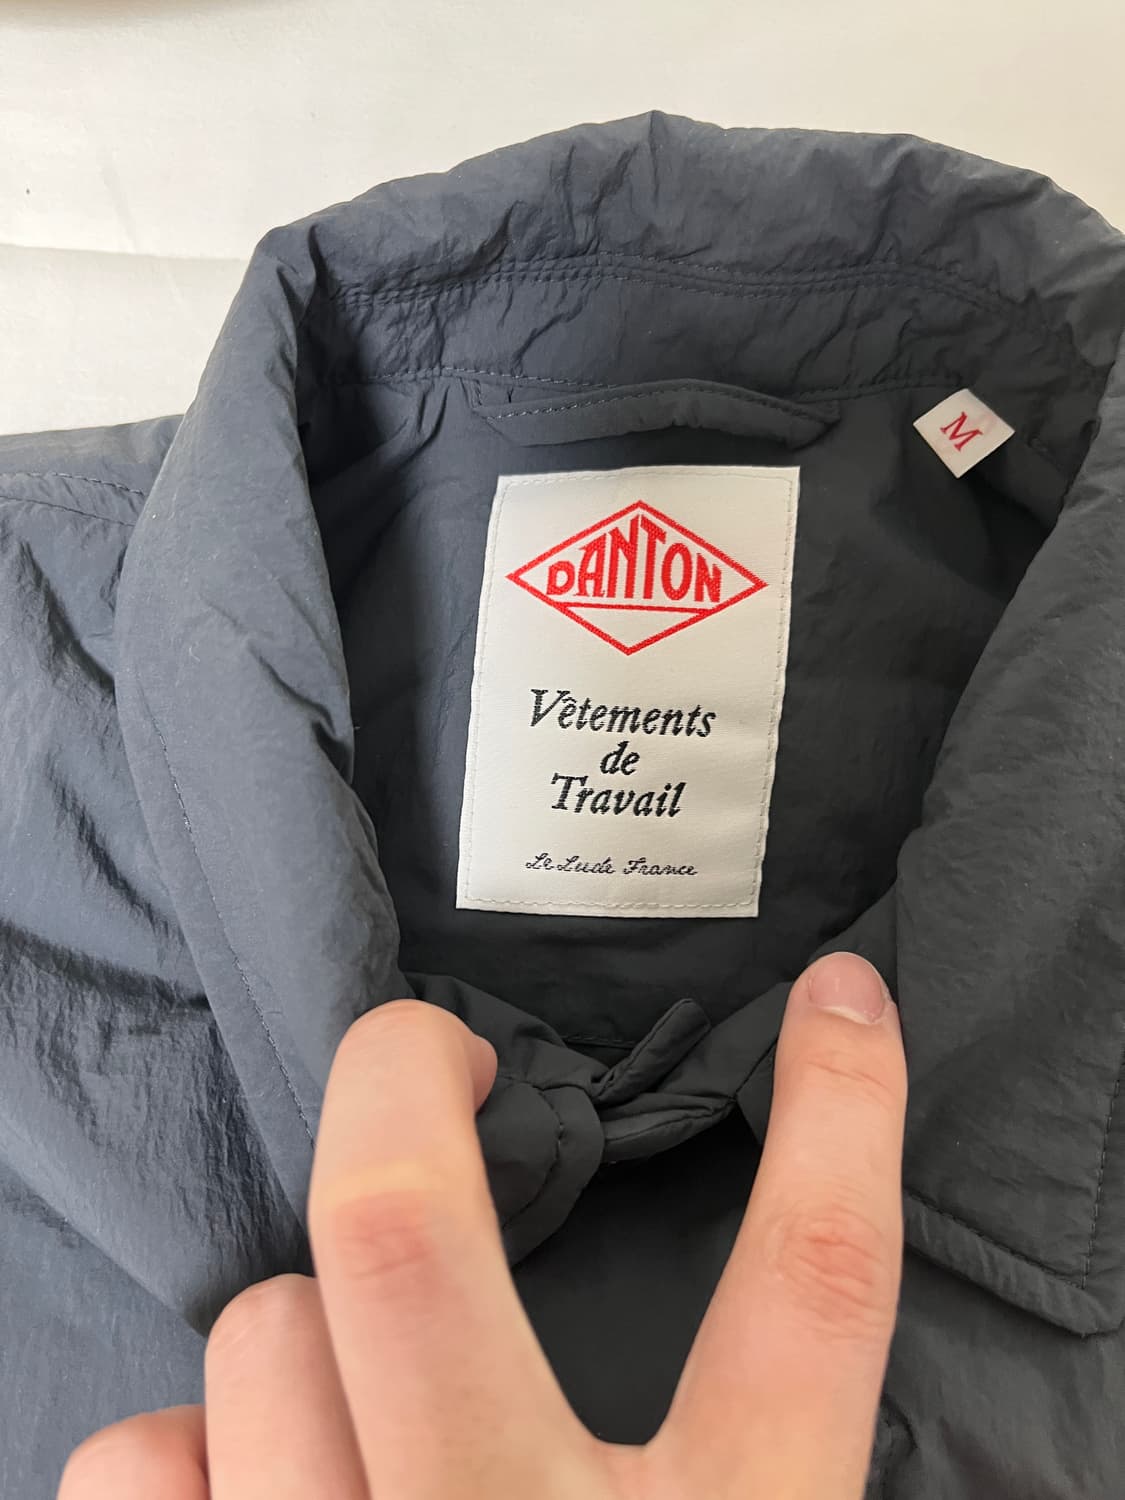 M
DANTON
Vêtements
de
Travail
Le Lude France